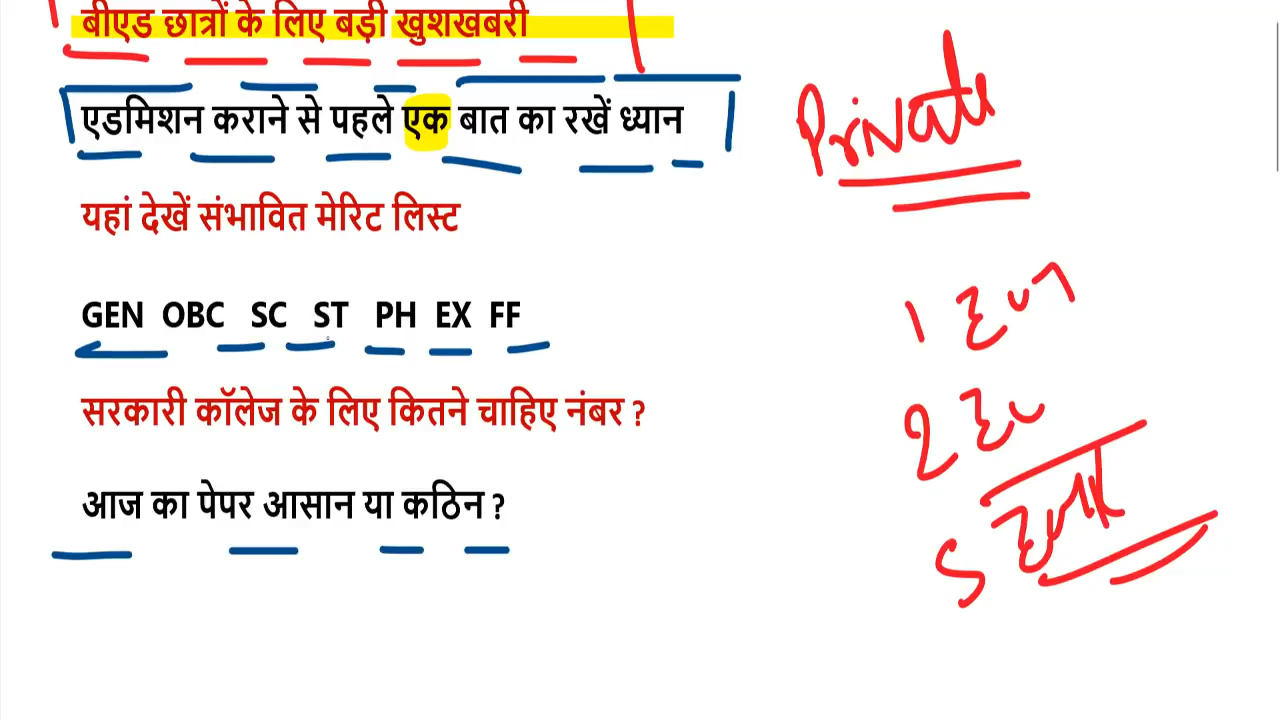 बीएड छात्रों के लिए बड़ी खुशखबरी
एडमिशन कराने से पहले एक बात का रखें ध्यान
Private
यहां देखें संभावित मेरिट लिस्ट
GEN OBC SC ST PH EX FF
सरकारी कॉलेज के लिए कितने चाहिए नंबर ?
आज का पेपर आसान या कठिन ?